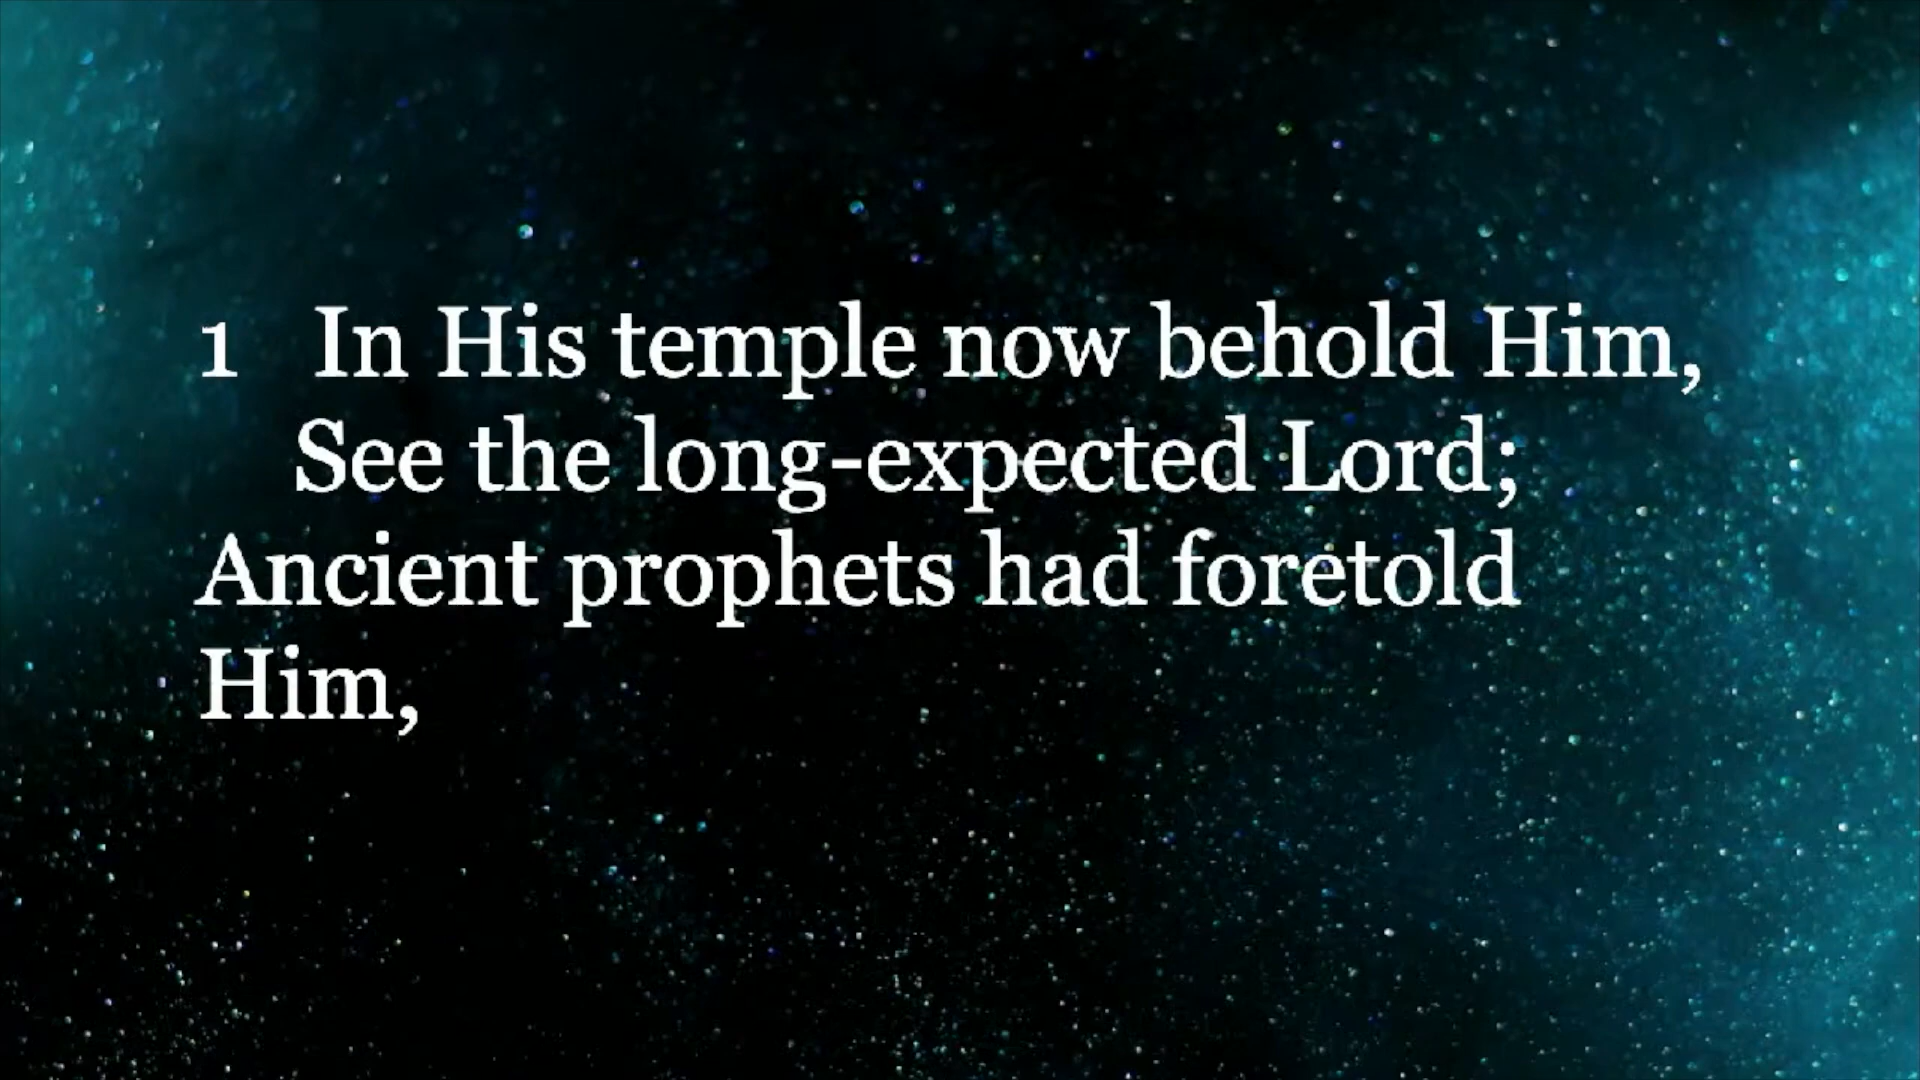 1 In His temple now behold Him,
See the long-expected Lord;
Ancient prophets had foretold
Him,